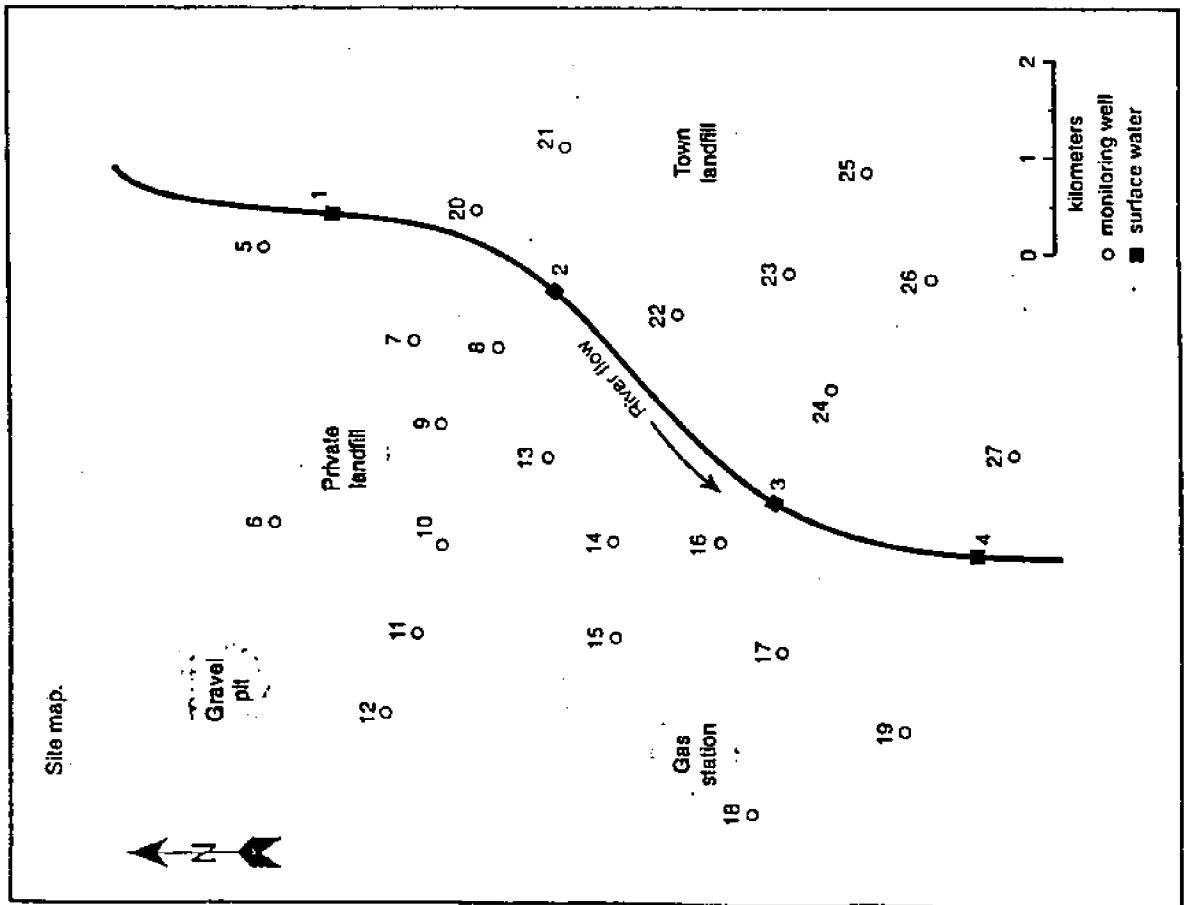 Site map.
N
Gravel
pit
5
6
1
Private
landfill
12
11
10
9
7
20
8
21
13
2
14
15
River flow
22
16
Gas
station
Town
landfill
18
17
3
23
24
25
19
26
4
27
0 1 2
kilometers
monitoring well
surface water